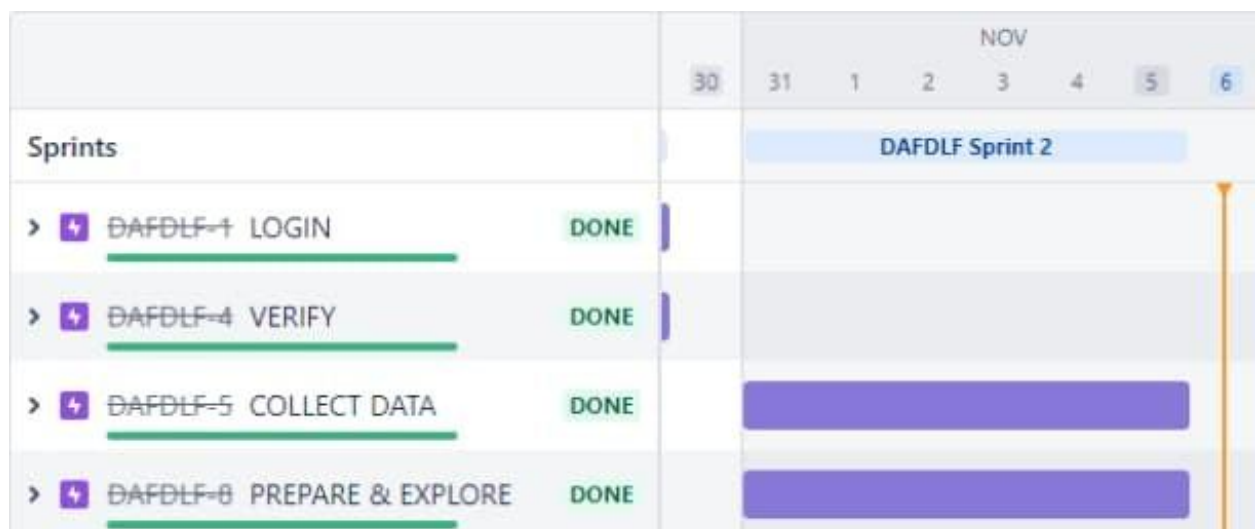 NOV
30 31 1 2 3 4 5 6
Sprints DAFDLF Sprint 2
DAFDLF-1 LOGIN DONE
DAFDLF-4 VERIFY DONE
DAFDLF-5 COLLECT DATA DONE
DAFDLF-8 PREPARE & EXPLORE DONE